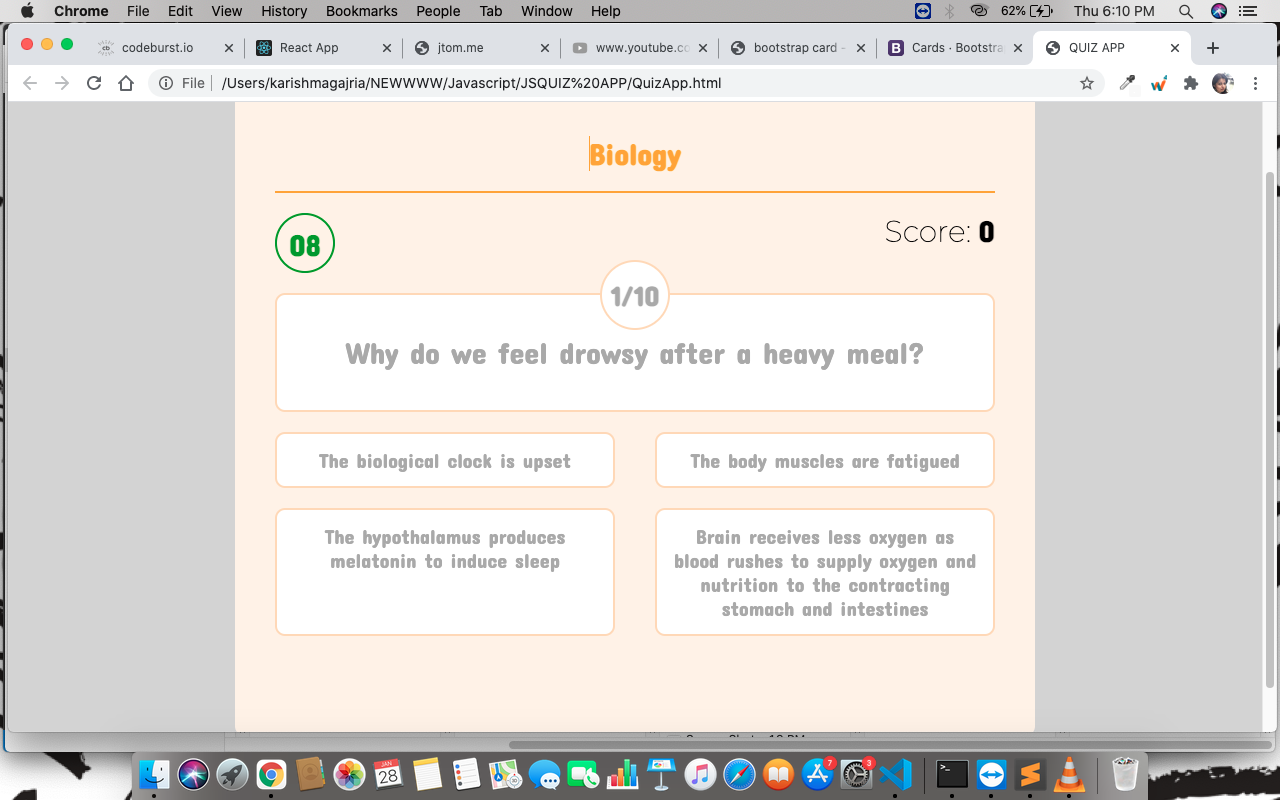 Chrome File Edit View History Bookmarks People Tab Window Help 62% Thu 6:10 PM
codeburst.io React App jtom.me www.youtube.co bootstrap card - Cards · Bootstra QUIZ APP
File /Users/karishmagajria/NEWWWW/Javascript/JSQUIZ%20APP/QuizApp.html
Biology
08
Score: 0
1/10
Why do we feel drowsy after a heavy meal?
The biological clock is upset
The body muscles are fatigued
The hypothalamus produces
melatonin to induce sleep
Brain receives less oxygen as
blood rushes to supply oxygen and
nutrition to the contracting
stomach and intestines
JAN
28
7
3